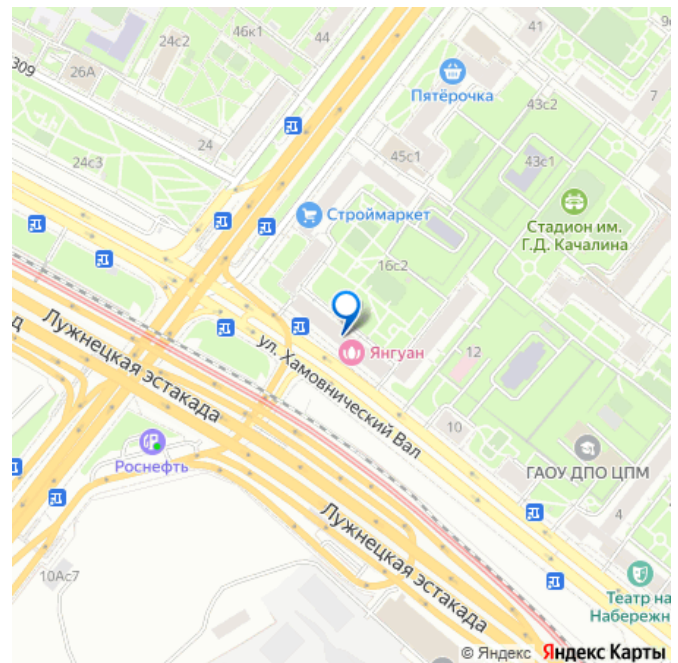 24с2
46к1
44
41
309
26А
Пятёрочка
43с2
7
24
45с1
24с3
43с1
Строймаркет
Стадион им.
Г.Д. Качалина
16с2
Лужнецкая эстакада
ул. Хамовнический Вал
Янгуан
12
10
Роснефть
ГАОУ ДПО ЦПМ
4
Лужнецкая эстакада
10Ас7
Театр на
Набережн
© Яндекс Яндекс Карты